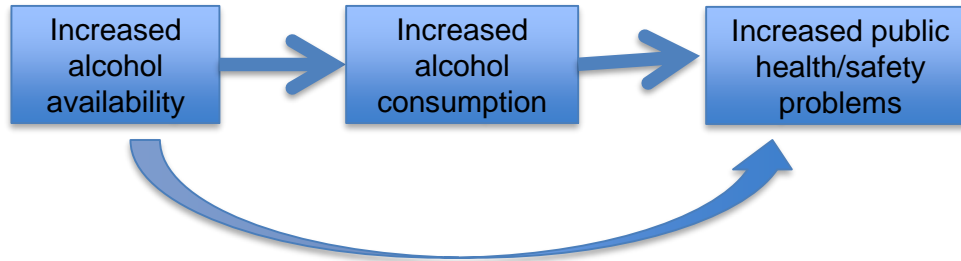 Increased
alcohol
availability
Increased
alcohol
consumption
Increased public
health/safety
problems